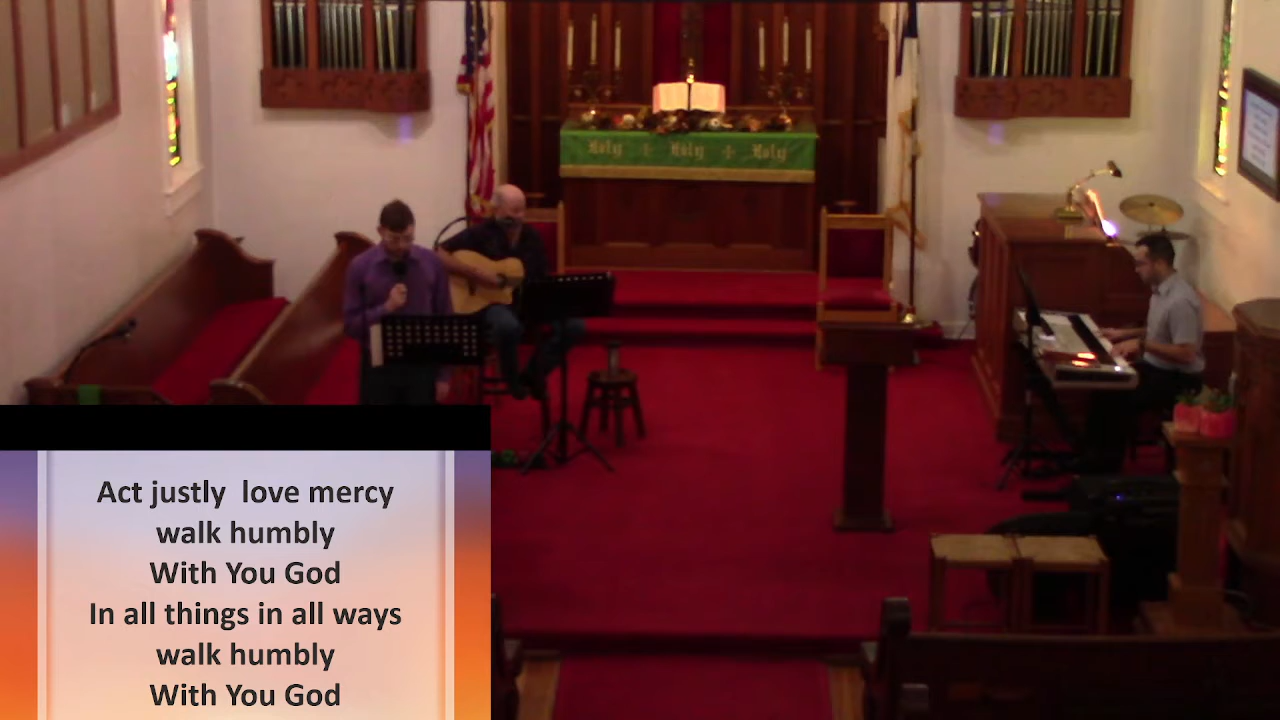 Holy Holy Holy
Act justly love mercy
walk humbly
With You God
In all things in all ways
walk humbly
With You God